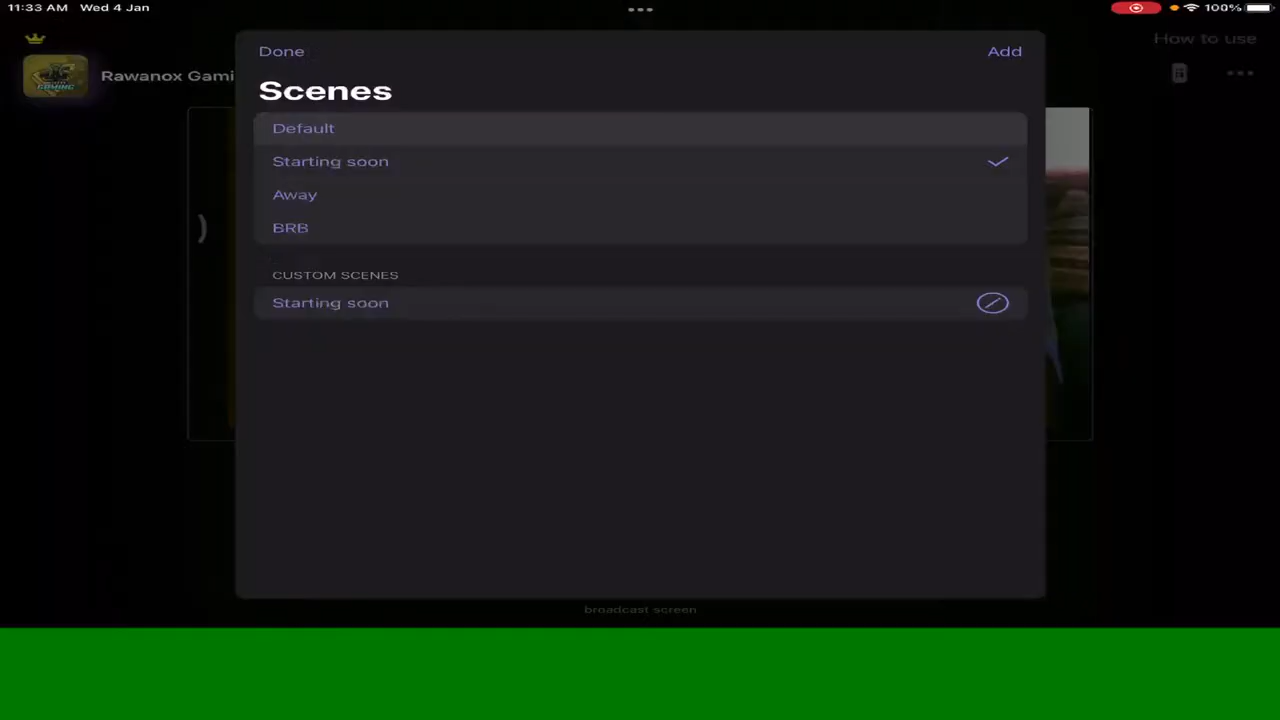 11:33 AM Wed 4 Jan
100%
How to use
Rawanox Gami
GAMING
Done
Add
Scenes
Default
Starting soon
Away
BRB
CUSTOM SCENES
Starting soon
broadcast screen